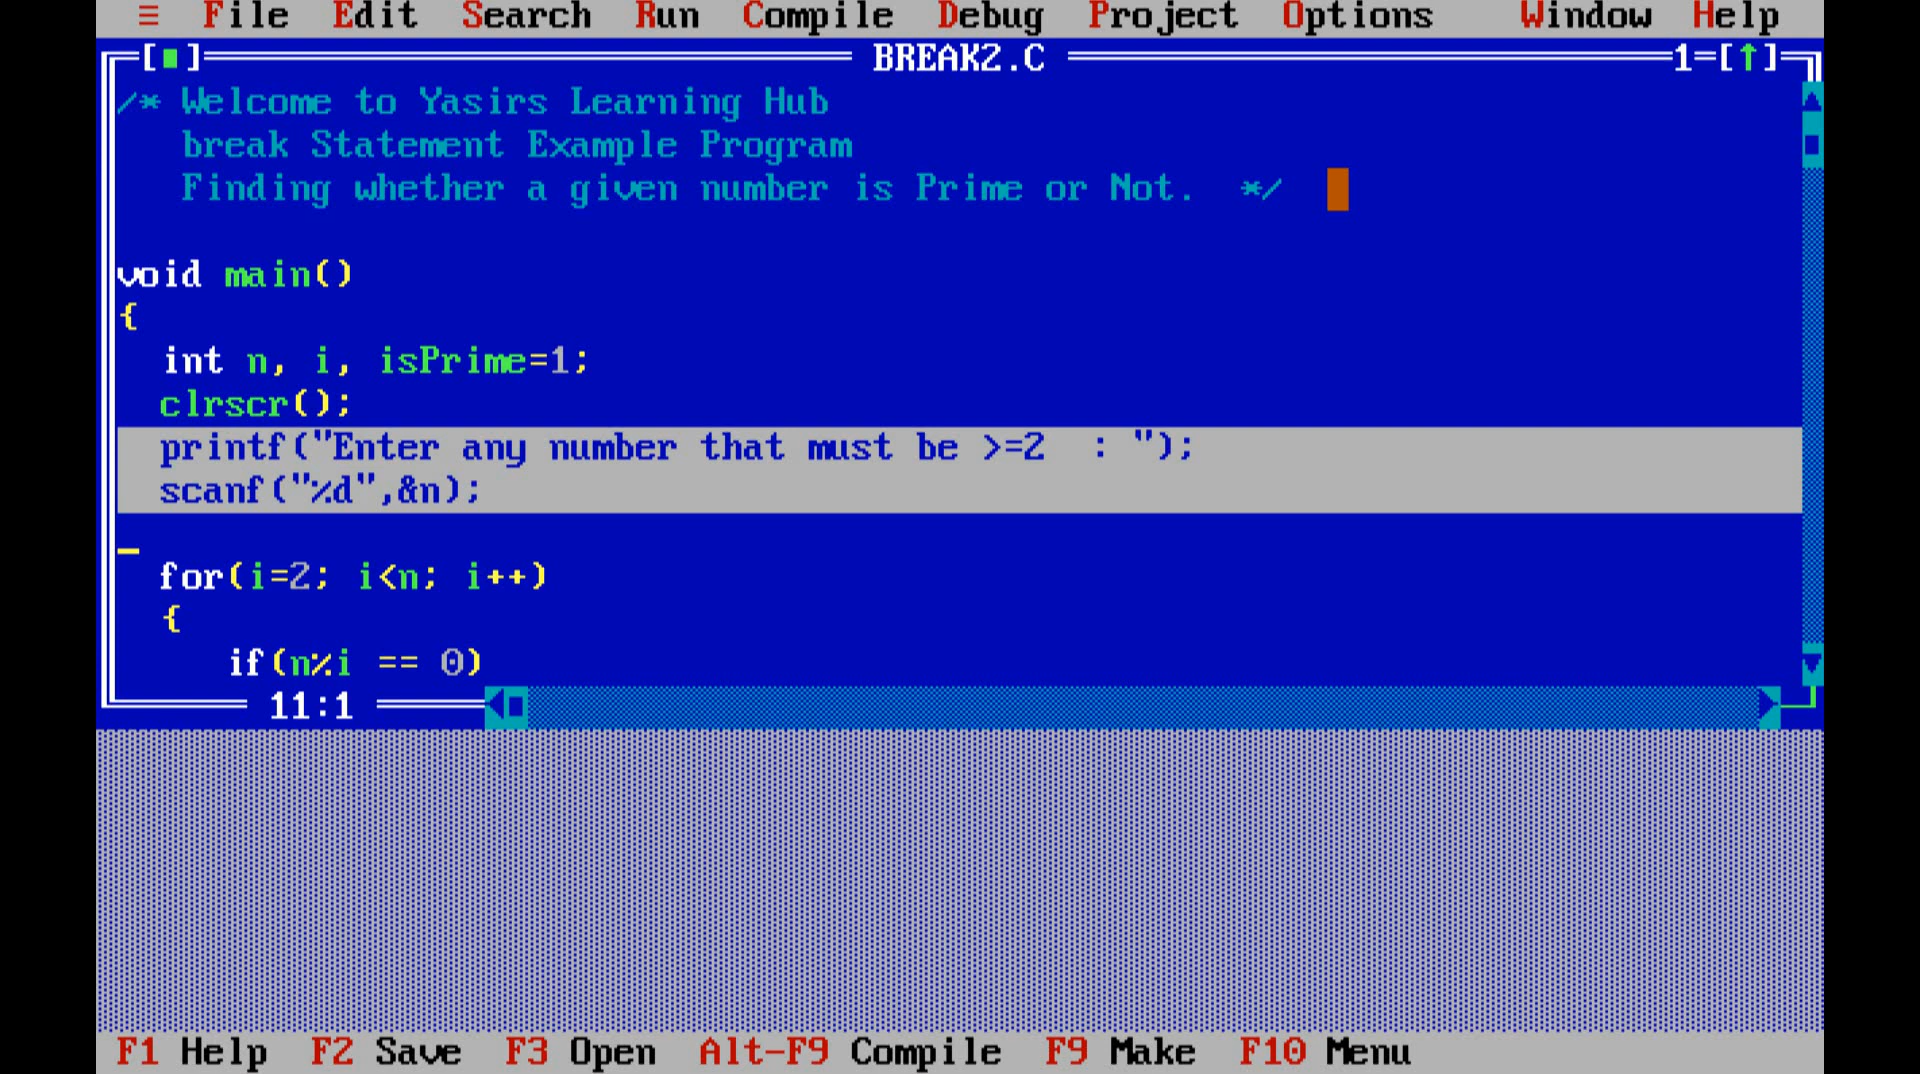 ≡ File Edit Search Run Compile Debug Project Options Window Help
[■] BREAK2.C 1=[↑]
/* Welcome to Yasirs Learning Hub
break Statement Example Program
Finding whether a given number is Prime or Not. */
void main()
{
int n, i, isPrime=1;
clrscr();
printf("Enter any number that must be >=2  : ");
scanf("%d",&n);
for(i=2; i<n; i++)
{
if(n%i == 0)
11:1
F1 Help F2 Save F3 Open Alt-F9 Compile F9 Make F10 Menu